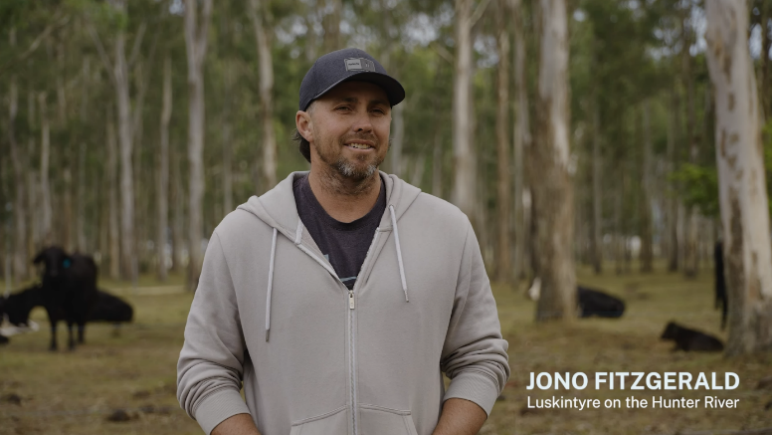 JONO FITZGERALD
Luskintyre on the Hunter River